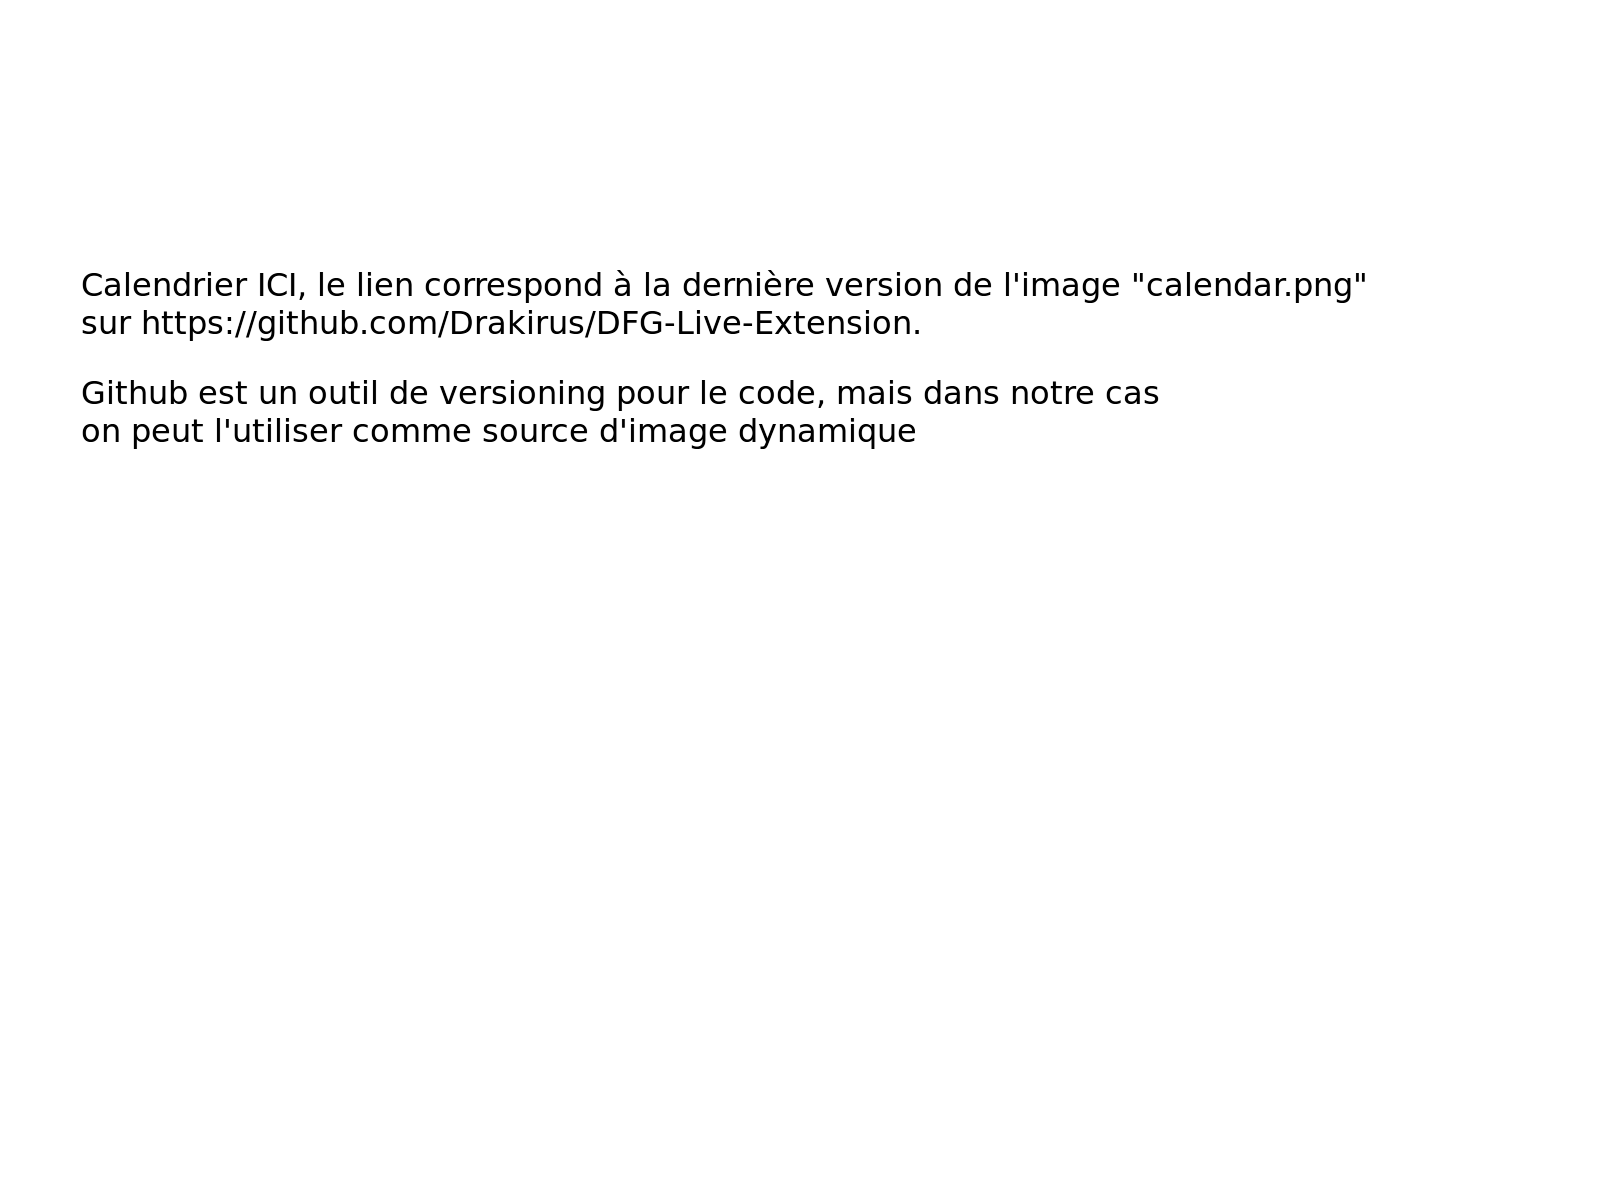 Calendrier ICI, le lien correspond à la dernière version de l'image "calendar.png"
sur https://github.com/Drakirus/DFG-Live-Extension.
Github est un outil de versioning pour le code, mais dans notre cas
on peut l'utiliser comme source d'image dynamique